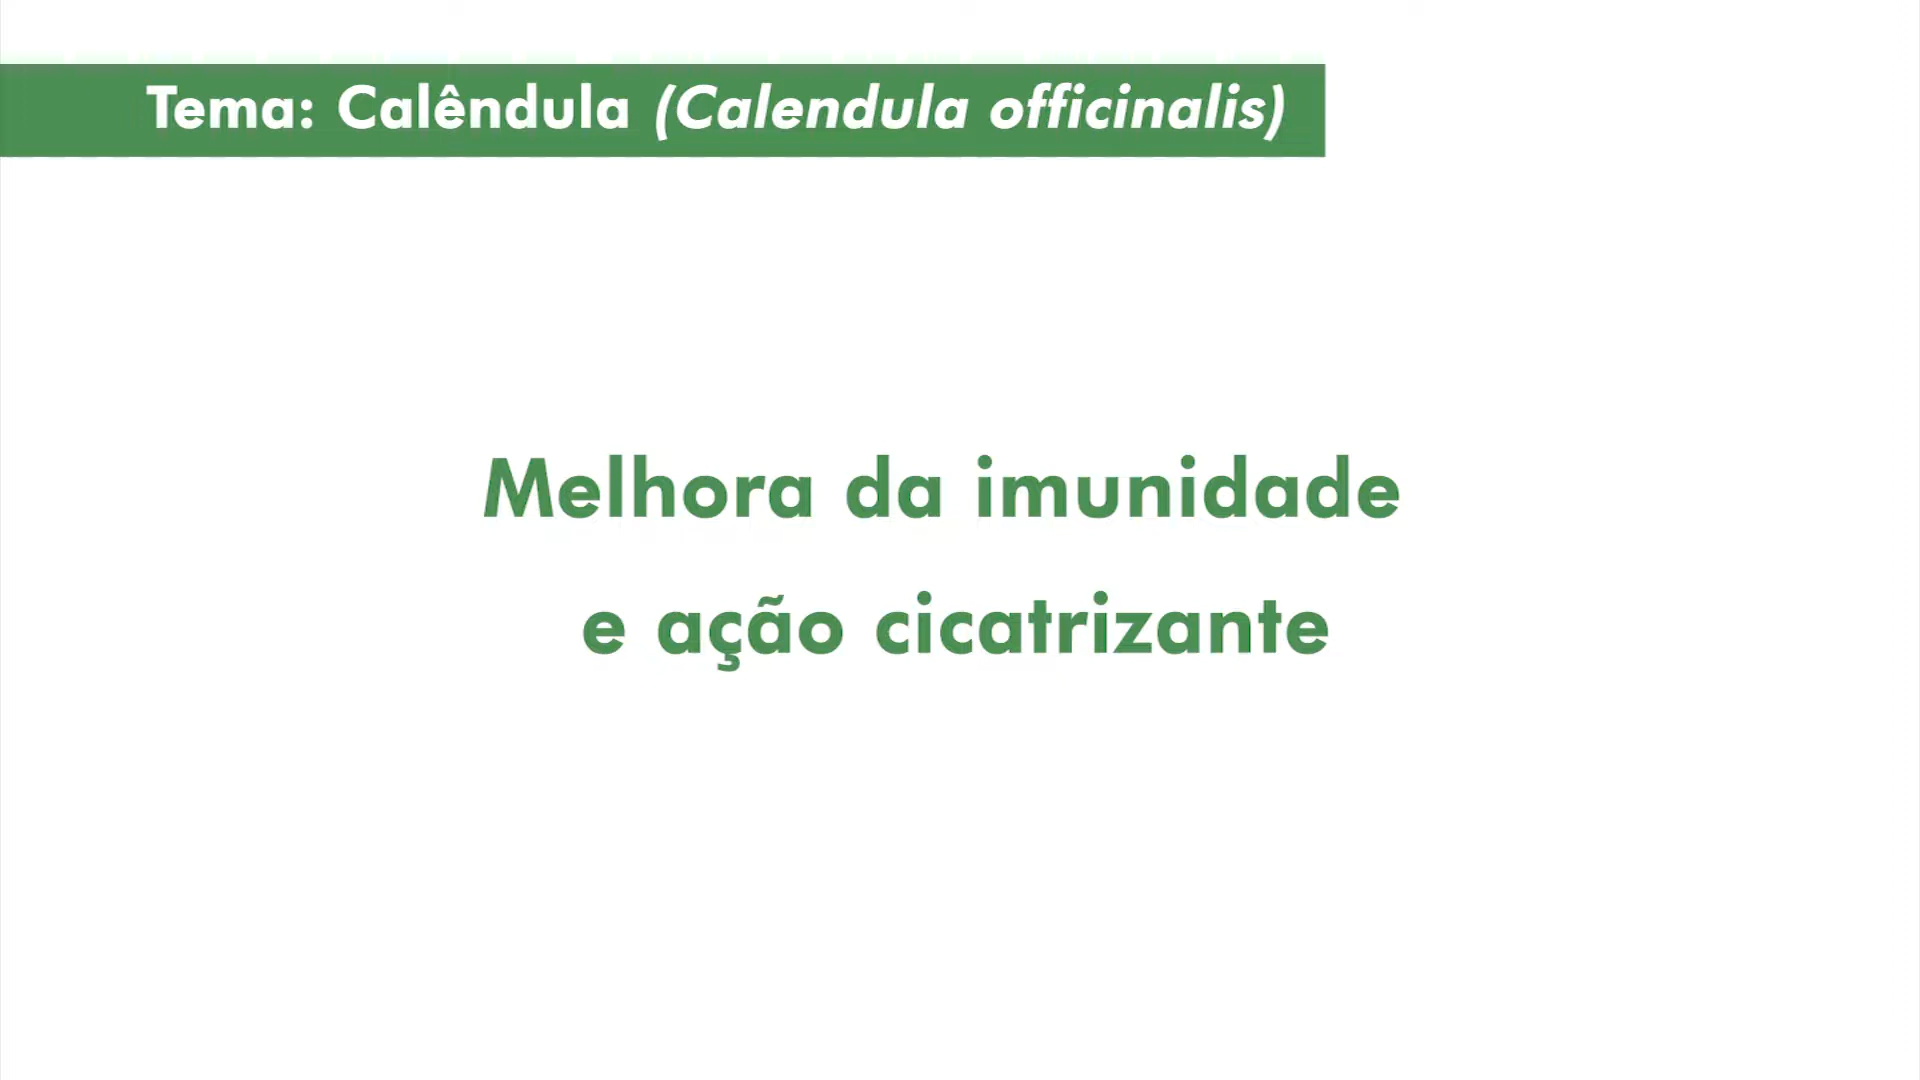 Tema: Calêndula (Calendula officinalis)
Melhora da imunidade
e ação cicatrizante